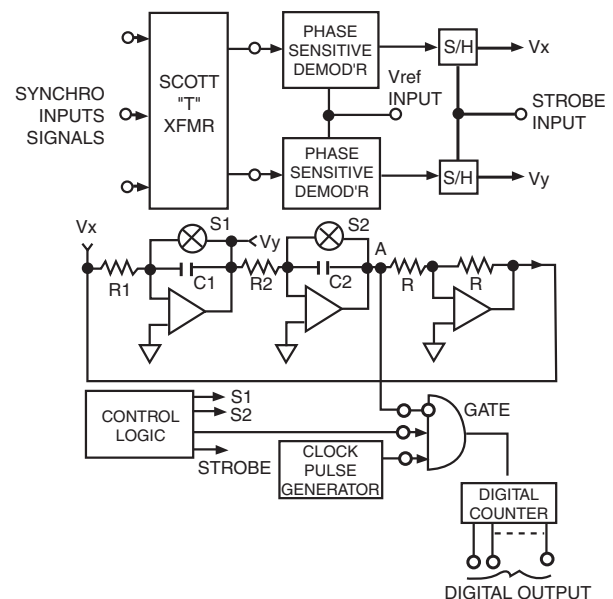 SYNCHRO
INPUTS
SIGNALS
SCOTT
"T"
XFMR
PHASE
SENSITIVE
DEMOD'R
S/H
Vx
Vref
INPUT
STROBE
INPUT
PHASE
SENSITIVE
DEMOD'R
S/H
Vy
Vx
S1
Vy
S2
A
R1
C1
R2
C2
R
R
CONTROL
LOGIC
S1
S2
STROBE
CLOCK
PULSE
GENERATOR
GATE
DIGITAL
COUNTER
DIGITAL OUTPUT